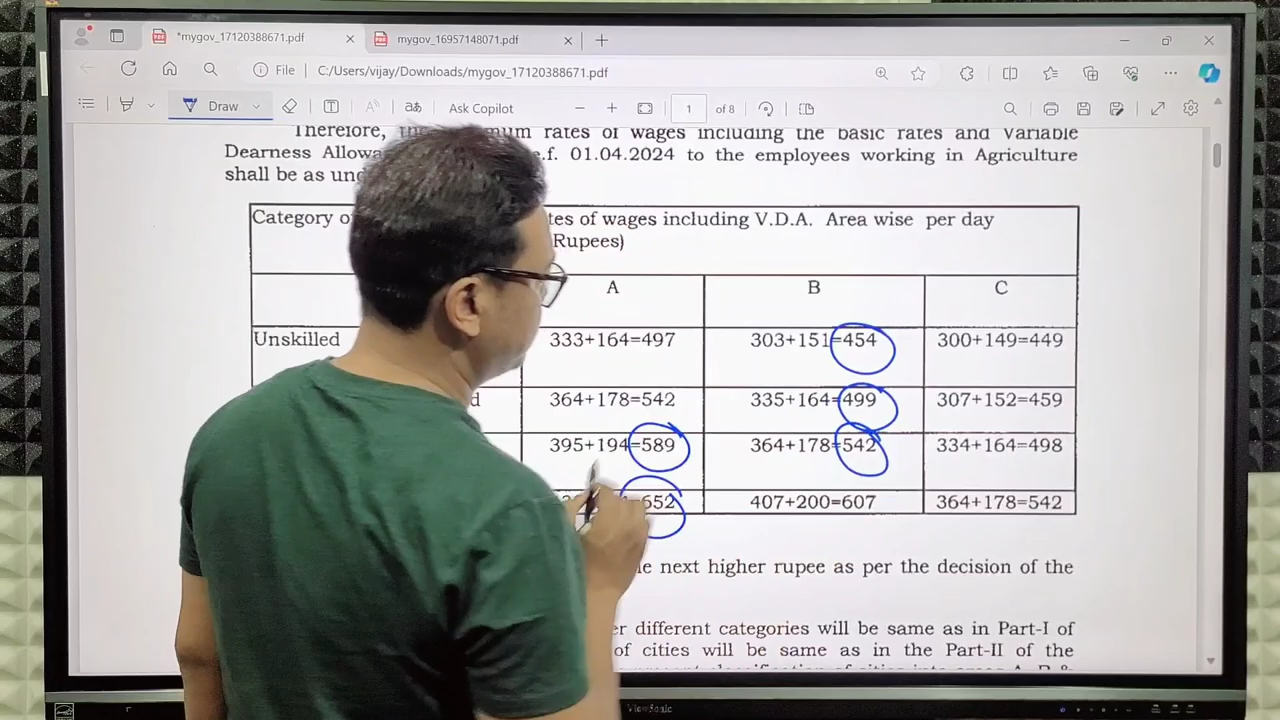 *mygov_17120388671.pdf
mygov_16957148071.pdf
File C:/Users/vijay/Downloads/mygov_17120388671.pdf
Draw
aあ
Ask Copilot
1 of 8
Therefore, rates of wages including the basic rates and Variable
Dearness 01.04.2024 to the employees working in Agriculture
shall be as
Category of wages including V.D.A. Area wise per day
Rupees)
A B C
Unskilled 333+164=497 303+151=454 300+149=449
364+178=542 335+164=499 307+152=459
395+194=589 364+178=542 334+164=498
652 407+200=607 364+178=542
next higher rupee as per the decision of the
different categories will be same as in Part-I of
of cities will be same as in the Part-II of the
ViewSonic